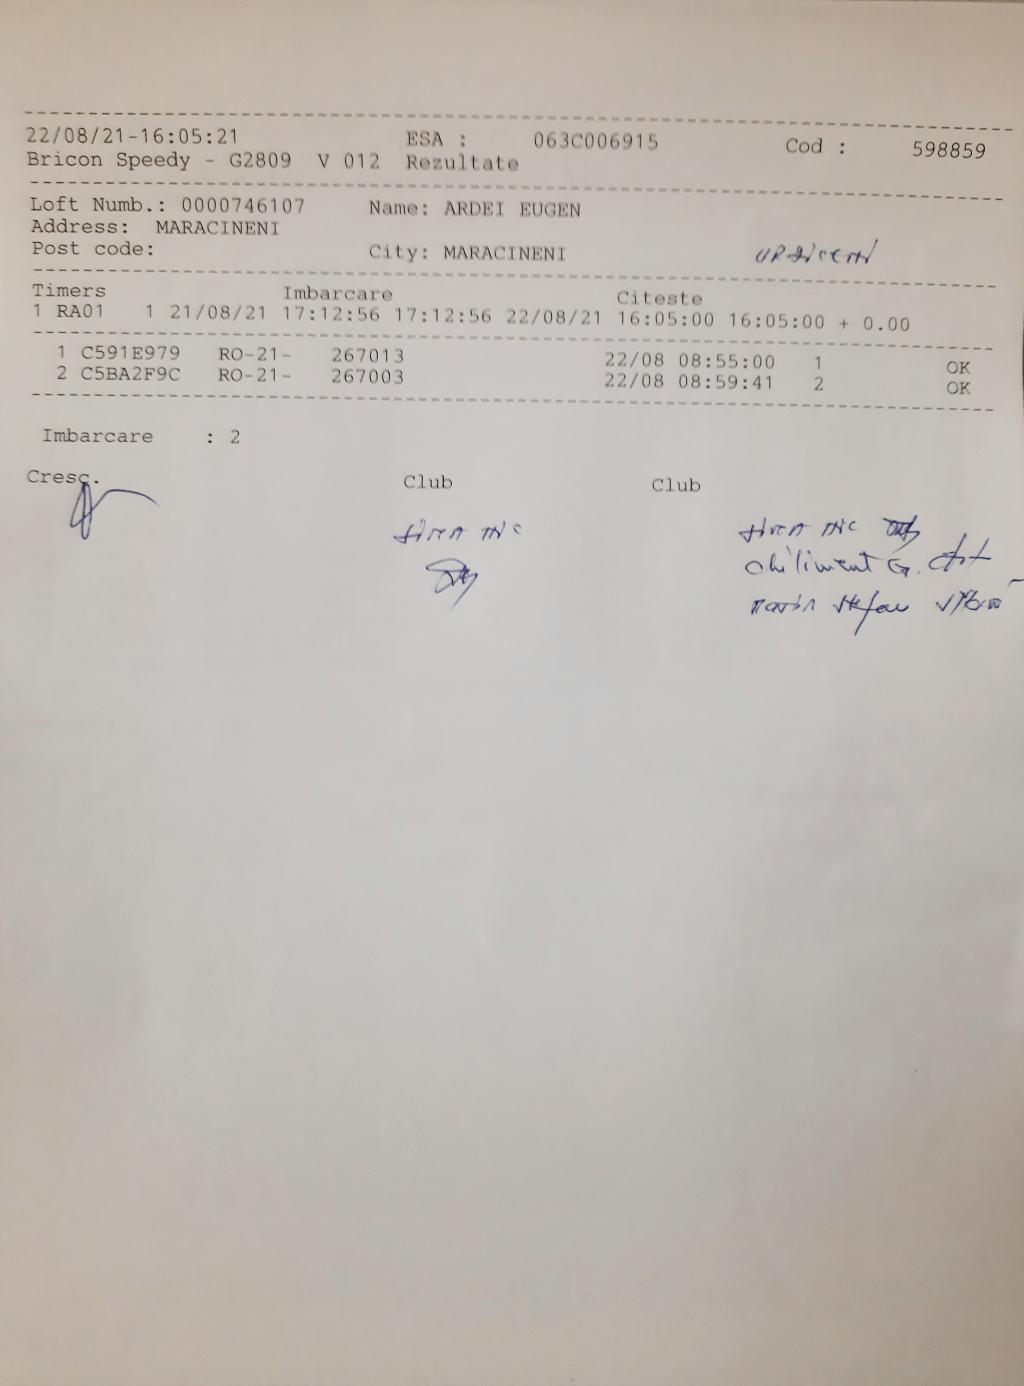 22/08/21-16:05:21 ESA : 063C006915 Cod : 598859
Bricon Speedy - G2809 V 012 Rezultate
Loft Numb.: 0000746107 Name: ARDEI EUGEN
Address: MARACINENI
Post code: City: MARACINENI URZICENI
Timers Imbarcare Citeste
1 RA01 1 21/08/21 17:12:56 17:12:56 22/08/21 16:05:00 16:05:00 + 0.00
1 C591E979 RO-21- 267013 22/08 08:55:00 1 OK
2 C5BA2F9C RO-21- 267003 22/08 08:59:41 2 OK
Imbarcare : 2
Cresc. Club Club
Chiliment G.
Stefan